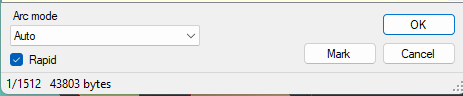 Arc mode
Auto
OK
Rapid
Mark
Cancel
1/1512 43803 bytes